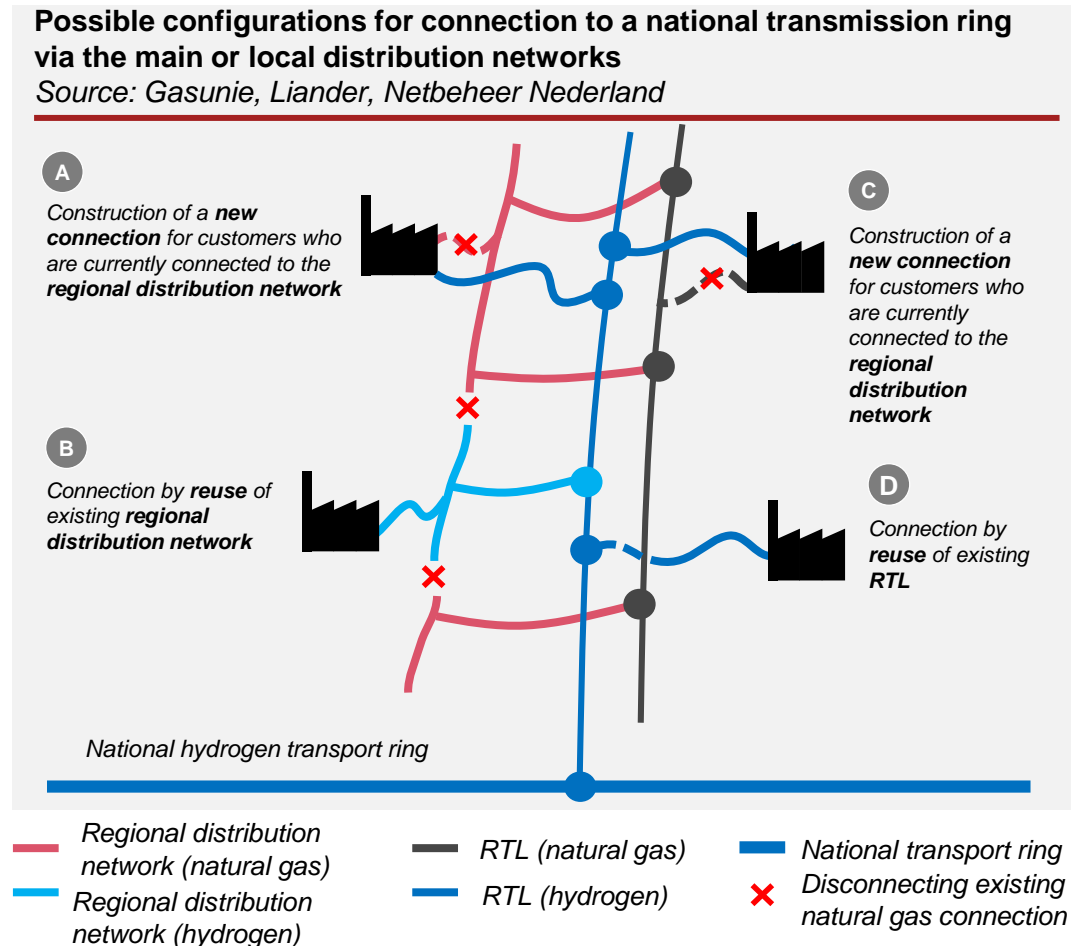 Possible configurations for connection to a national transmission ring
via the main or local distribution networks
Source: Gasunie, Liander, Netbeheer Nederland
A
Construction of a new
connection for customers who
are currently connected to the
regional distribution network
C
Construction of a
new connection
for customers who
are currently
connected to the
regional
distribution
network
B
Connection by reuse of
existing regional
distribution network
D
Connection by
reuse of existing
RTL
National hydrogen transport ring
Regional distribution
network (natural gas)
Regional distribution
network (hydrogen)
RTL (natural gas)
RTL (hydrogen)
National transport ring
Disconnecting existing
natural gas connection